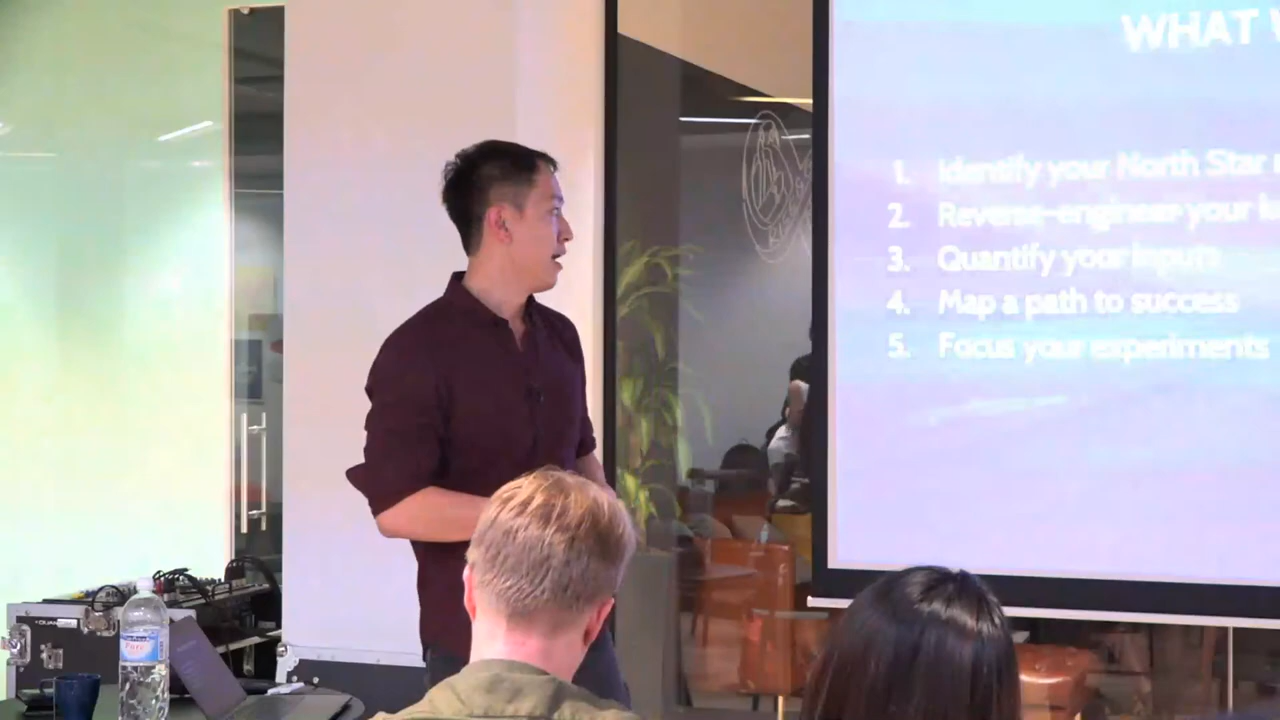 WHAT
1. Identify your North Star
2. Reverse-engineer your
3. Quantify your inputs
4. Map a path to success
5. Focus your experiments
Pure